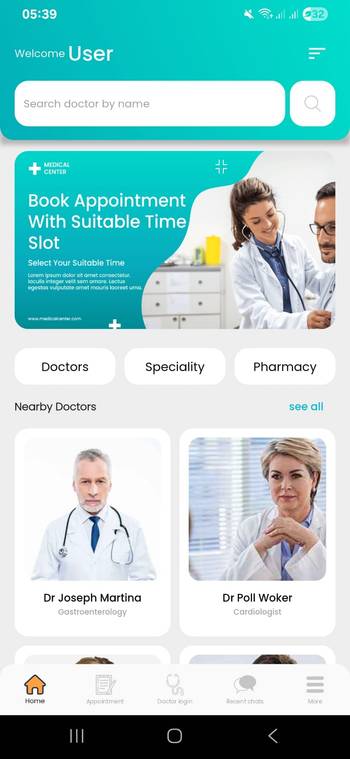 05:39
32
Welcome User
Search doctor by name
MEDICAL
CENTER
Book Appointment
With Suitable Time
Slot
Select Your Suitable Time
Lorem ipsum dolor sit amet consectetur.
Iaculis integer velit sem ornare. Lectus
egestas vulputate amet mauris laoreet urna.
www.medicalcenter.com
Doctors
Speciality
Pharmacy
Nearby Doctors
see all
Dr Joseph Martina
Gastroenterology
Dr Poll Woker
Cardiologist
Home
Appointment
Doctor login
Recent chats
More